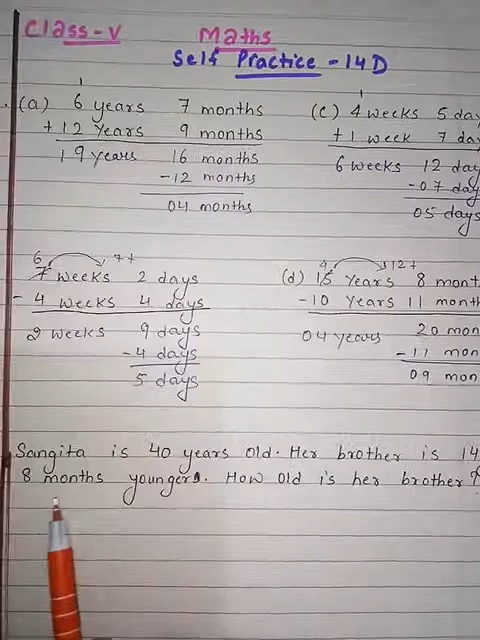 Class-V Maths
Self Practice-14D
(a) 6 years 7 months
+12 Years 9 months
19 years 16 months
-12 months
04 months
(c) 4 weeks 5 day
+1 week 7 day
6 weeks 12 day
-07 day
05 days
6 7+
7 weeks 2 days
- 4 weeks 4 days
2 weeks 9 days
-4 days
5 days
4 12+
(d) 15 Years 8 mont
-10 Years 11 mont
04 years 20 mon
-11 mon
09 mon
Sangita is 40 years old. Her brother is 14
8 months younger. How old is her brother?